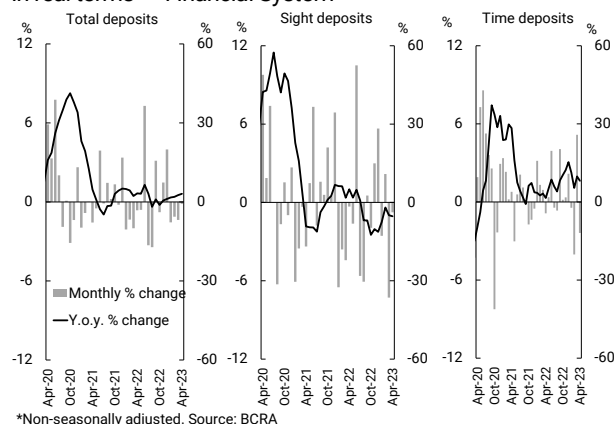 in real terms* - Financial System
Total deposits
Sight deposits
Time deposits
% % % % % %
12 60 12 60 12 60
6 30 6 30 6 30
0 0 0 0 0 0
-6 -30 -6 -30 -6 -30
-12 -60 -12 -60 -12 -60
Monthly % change
Y.o.y. % change
Apr-20 Oct-20 Apr-21 Oct-21 Apr-22 Oct-22 Apr-23
Apr-20 Oct-20 Apr-21 Oct-21 Apr-22 Oct-22 Apr-23
Apr-20 Oct-20 Apr-21 Oct-21 Apr-22 Oct-22 Apr-23
*Non-seasonally adjusted. Source: BCRA